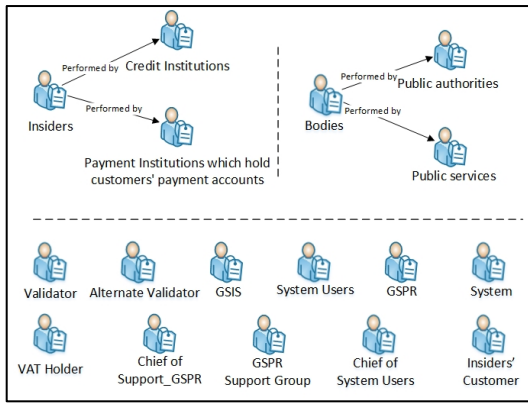 Performed by
Credit Institutions
Insiders
Performed by
Payment Institutions which hold
customers' payment accounts
Performed by
Public authorities
Bodies
Performed by
Public services
Validator
Alternate Validator
GSIS
System Users
GSPR
System
VAT Holder
Chief of
Support_GSPR
GSPR
Support Group
Chief of
System Users
Insiders'
Customer